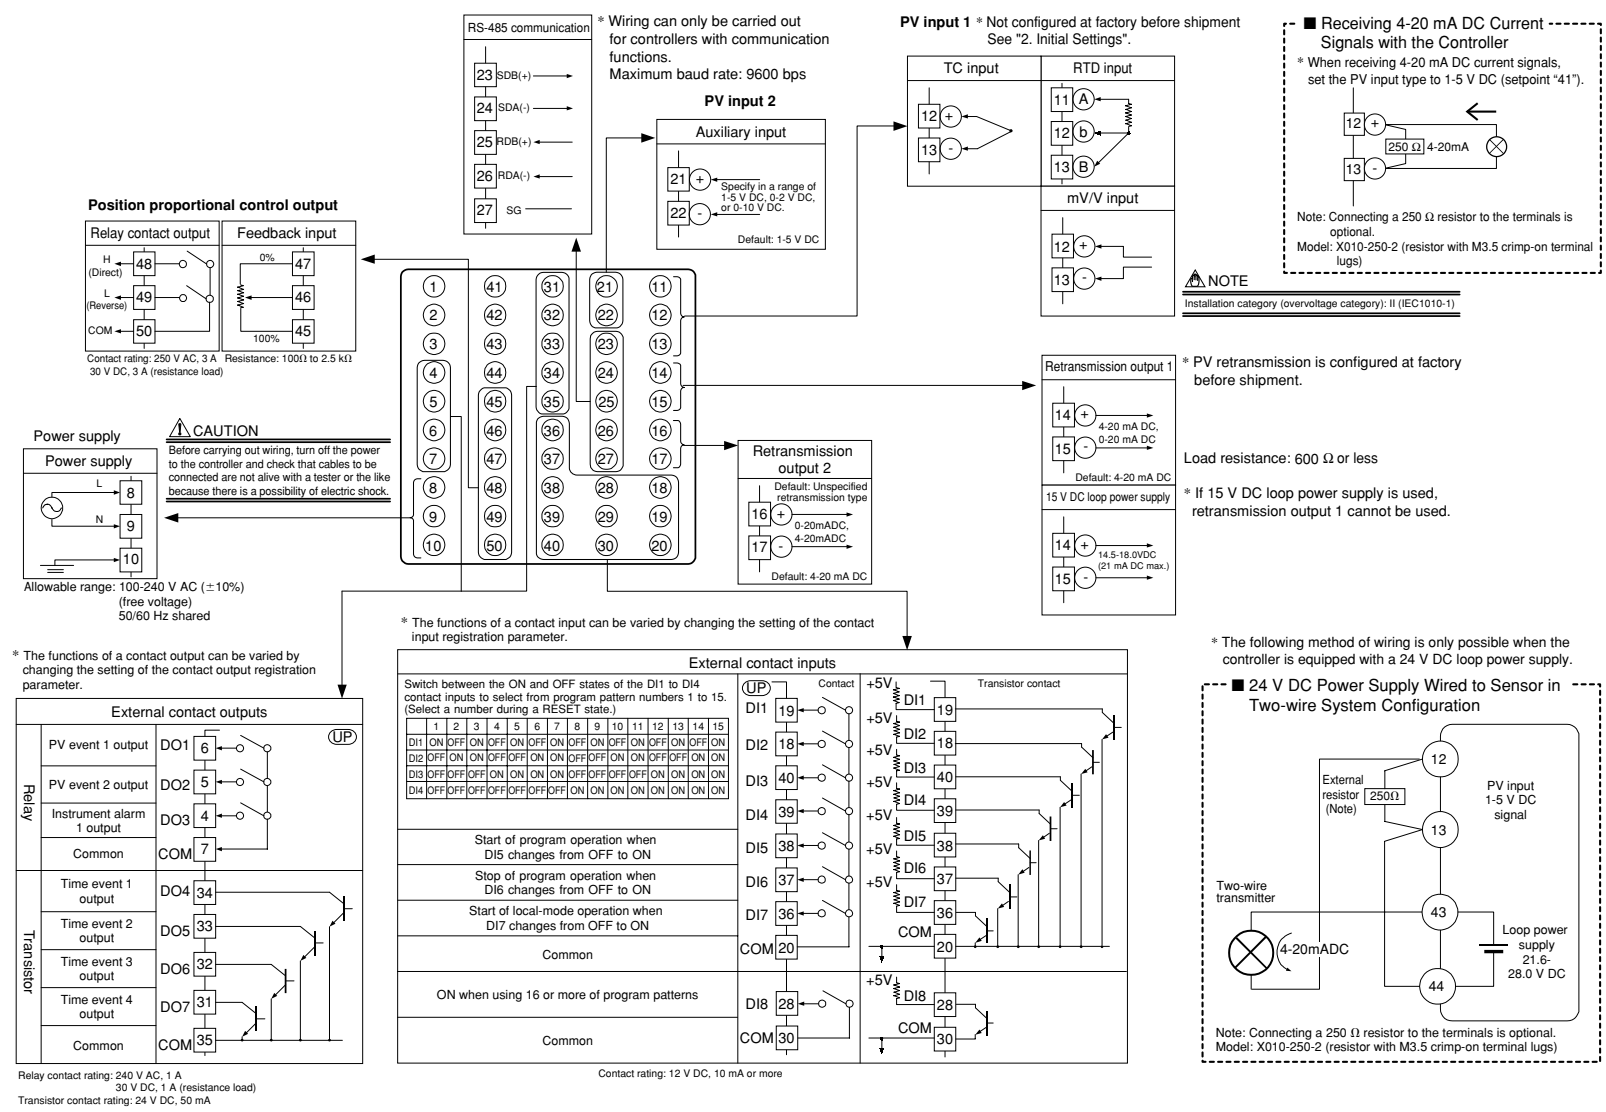 RS-485 communication
23 SDB(+)
24 SDA(-)
25 RDB(+)
26 RDA(-)
27 SG
* Wiring can only be carried out
for controllers with communication
functions.
Maximum baud rate: 9600 bps
PV input 2
Auxiliary input
21 +
22 -
Specify in a range of
1-5 V DC, 0-2 V DC,
or 0-10 V DC.
Default: 1-5 V DC
PV input 1 * Not configured at factory before shipment
See "2. Initial Settings".
TC input
12 +
13 -
RTD input
11 A
12 b
13 B
mV/V input
12 +
13 -
■ Receiving 4-20 mA DC Current
Signals with the Controller
* When receiving 4-20 mA DC current signals,
set the PV input type to 1-5 V DC (setpoint “41”).
12 +
250 Ω 4-20mA
13 -
Note: Connecting a 250 Ω resistor to the terminals is
optional.
Model: X010-250-2 (resistor with M3.5 crimp-on terminal
lugs)
NOTE
Installation category (overvoltage category): II (IEC1010-1)
Position proportional control output
Relay contact output
H
(Direct)
48
L
(Reverse)
49
COM 50
Feedback input
0% 47
46
100% 45
Contact rating: 250 V AC, 3 A
30 V DC, 3 A (resistance load)
Resistance: 100Ω to 2.5 kΩ
1 41 31 21 11
2 42 32 22 12
3 43 33 23 13
4 44 34 24 14
5 45 35 25 15
6 46 36 26 16
7 47 37 27 17
8 48 38 28 18
9 49 39 29 19
10 50 40 30 20
Power supply
Power supply
L 8
N 9
10
Allowable range: 100-240 V AC (±10%)
(free voltage)
50/60 Hz shared
CAUTION
Before carrying out wiring, turn off the power
to the controller and check that cables to be
connected are not alive with a tester or the like
because there is a possibility of electric shock.
Retransmission
output 2
Default: Unspecified
retransmission type
16 +
0-20mADC,
4-20mADC
17 -
Default: 4-20 mA DC
Retransmission output 1
14 +
4-20 mA DC,
0-20 mA DC
15 -
Default: 4-20 mA DC
15 V DC loop power supply
14 +
14.5-18.0VDC
(21 mA DC max.)
15 -
* PV retransmission is configured at factory
before shipment.
Load resistance: 600 Ω or less
* If 15 V DC loop power supply is used,
retransmission output 1 cannot be used.
* The functions of a contact output can be varied by
changing the setting of the contact output registration
parameter.
External contact outputs
UP
Relay
PV event 1 output DO1 6
PV event 2 output DO2 5
Instrument alarm
1 output
DO3 4
Common COM 7
Transistor
Time event 1
output
DO4 34
Time event 2
output
DO5 33
Time event 3
output
DO6 32
Time event 4
output
DO7 31
Common COM 35
Relay contact rating: 240 V AC, 1 A
30 V DC, 1 A (resistance load)
Transistor contact rating: 24 V DC, 50 mA
* The functions of a contact input can be varied by changing the setting of the contact
input registration parameter.
External contact inputs
Switch between the ON and OFF states of the DI1 to DI4
contact inputs to select from program pattern numbers 1 to 15.
(Select a number during a RESET state.)
1 2 3 4 5 6 7 8 9 10 11 12 13 14 15
DI1 ON OFF ON OFF ON OFF ON OFF ON OFF ON OFF ON OFF ON
DI2 OFF ON ON OFF OFF ON ON OFF OFF ON ON OFF OFF ON ON
DI3 OFF OFF OFF ON ON ON ON OFF OFF OFF OFF ON ON ON ON
DI4 OFF OFF OFF OFF OFF OFF OFF ON ON ON ON ON ON ON ON
Start of program operation when
DI5 changes from OFF to ON
Stop of program operation when
DI6 changes from OFF to ON
Start of local-mode operation when
DI7 changes from OFF to ON
Common
ON when using 16 or more of program patterns
Common
UP Contact
DI1 19
DI2 18
DI3 40
DI4 39
DI5 38
DI6 37
DI7 36
COM 20
DI8 28
COM 30
Transistor contact
+5V DI1 19
+5V DI2 18
+5V DI3 40
+5V DI4 39
+5V DI5 38
+5V DI6 37
+5V DI7 36
COM 20
+5V DI8 28
COM 30
Contact rating: 12 V DC, 10 mA or more
* The following method of wiring is only possible when the
controller is equipped with a 24 V DC loop power supply.
■ 24 V DC Power Supply Wired to Sensor in
Two-wire System Configuration
12
External
resistor
(Note)
250Ω
PV input
1-5 V DC
signal
13
Two-wire
transmitter
43
4-20mADC
Loop power
supply
21.6-
28.0 V DC
44
Note: Connecting a 250 Ω resistor to the terminals is optional.
Model: X010-250-2 (resistor with M3.5 crimp-on terminal lugs)